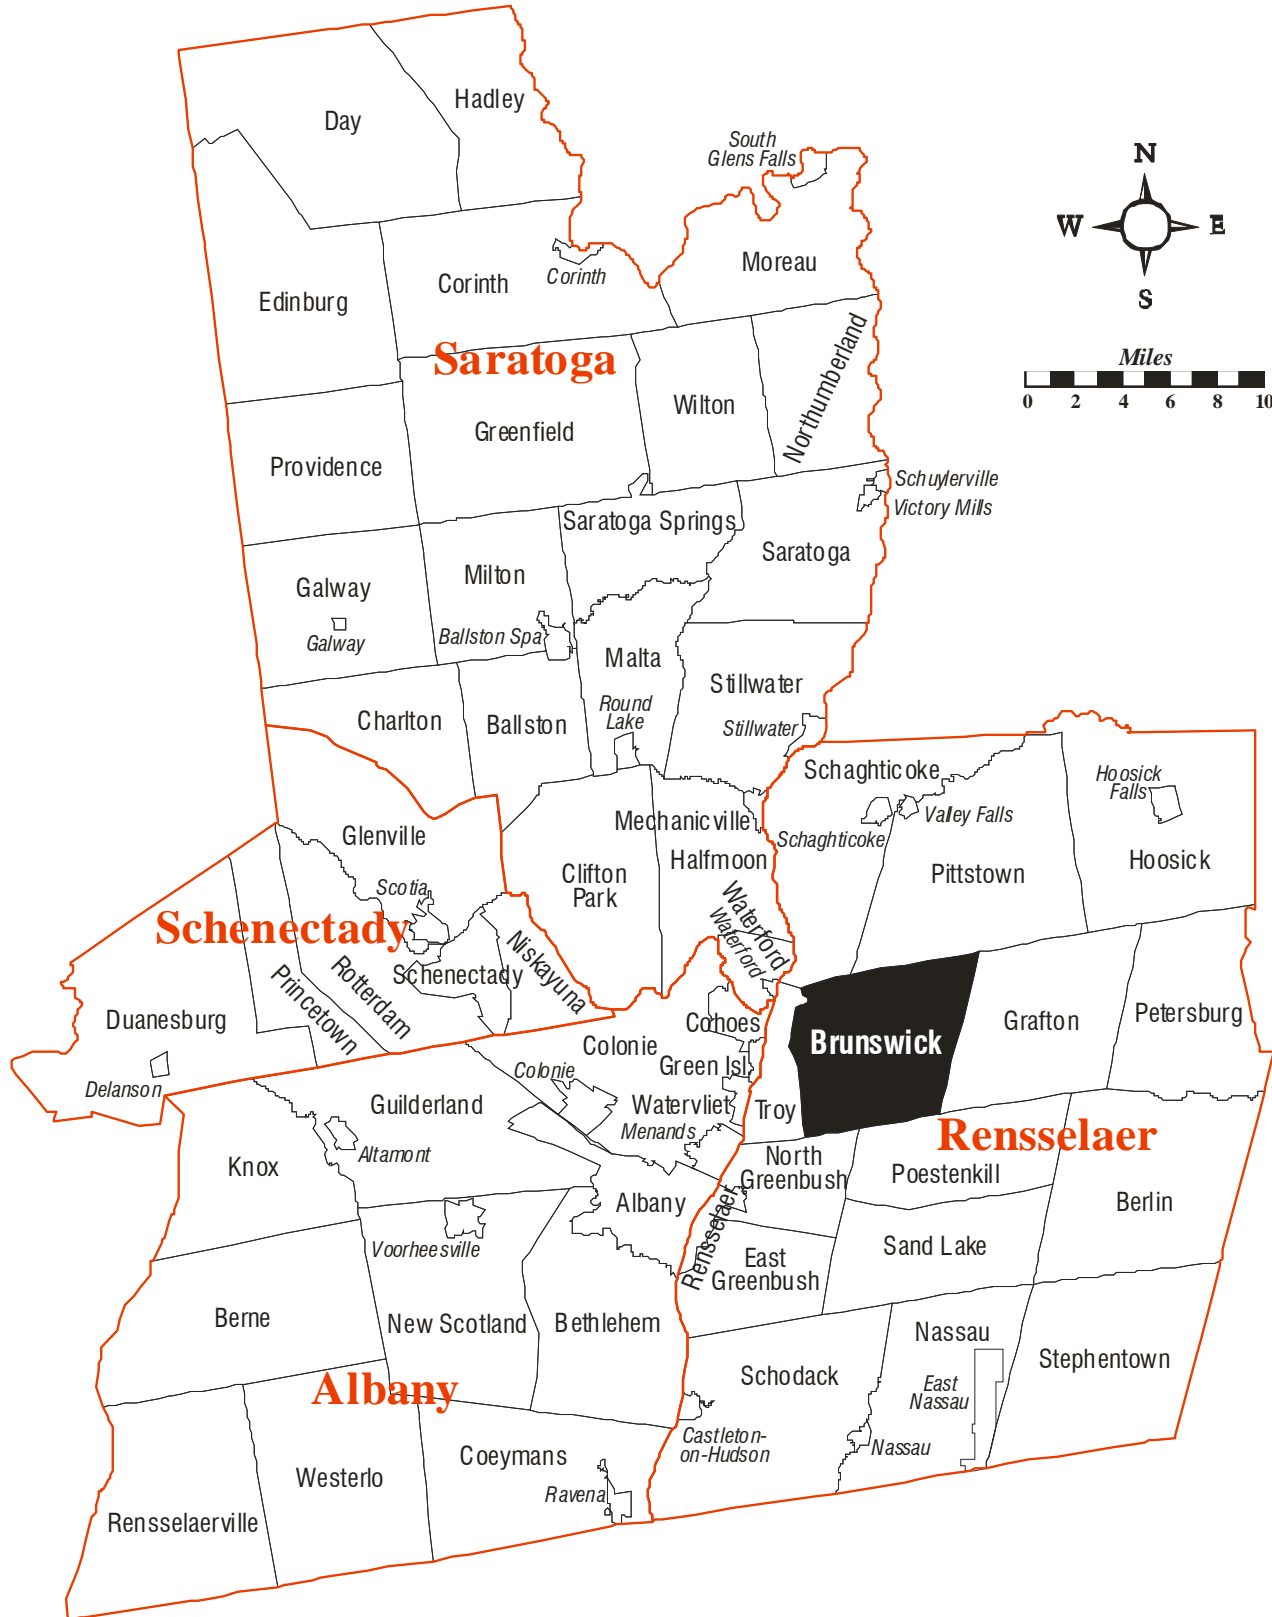 Hadley
Day
South
Glens Falls
N
W
E
S
Moreau
Corinth
Corinth
Edinburg
Northumberland
Saratoga
Miles
0 2 4 6 8 10
Wilton
Greenfield
Providence
Schuylerville
Victory Mills
Saratoga Springs
Saratoga
Milton
Galway
Galway
Ballston Spa
Malta
Stillwater
Round
Lake
Charlton
Ballston
Stillwater
Schaghticoke
Hoosick
Falls
Valley Falls
Mechanicville
Schaghticoke
Glenville
Halfmoon
Hoosick
Clifton
Park
Pittstown
Scotia
Waterford
Waterford
Schenectady
Niskayuna
Schenectady
Rotterdam
Princetown
Duanesburg
Cohoes
Grafton
Petersburg
Brunswick
Colonie
Green Isl.
Colonie
Delanson
Guilderland
Watervliet
Troy
Menands
Rensselaer
Altamont
Knox
North
Greenbush
Poestenkill
Albany
Berlin
Rensselaer
Voorheesville
Sand Lake
East
Greenbush
Berne
New Scotland
Bethlehem
Nassau
Stephentown
Schodack
Albany
East
Nassau
Castleton-
on-Hudson
Nassau
Coeymans
Westerlo
Ravena
Rensselaerville